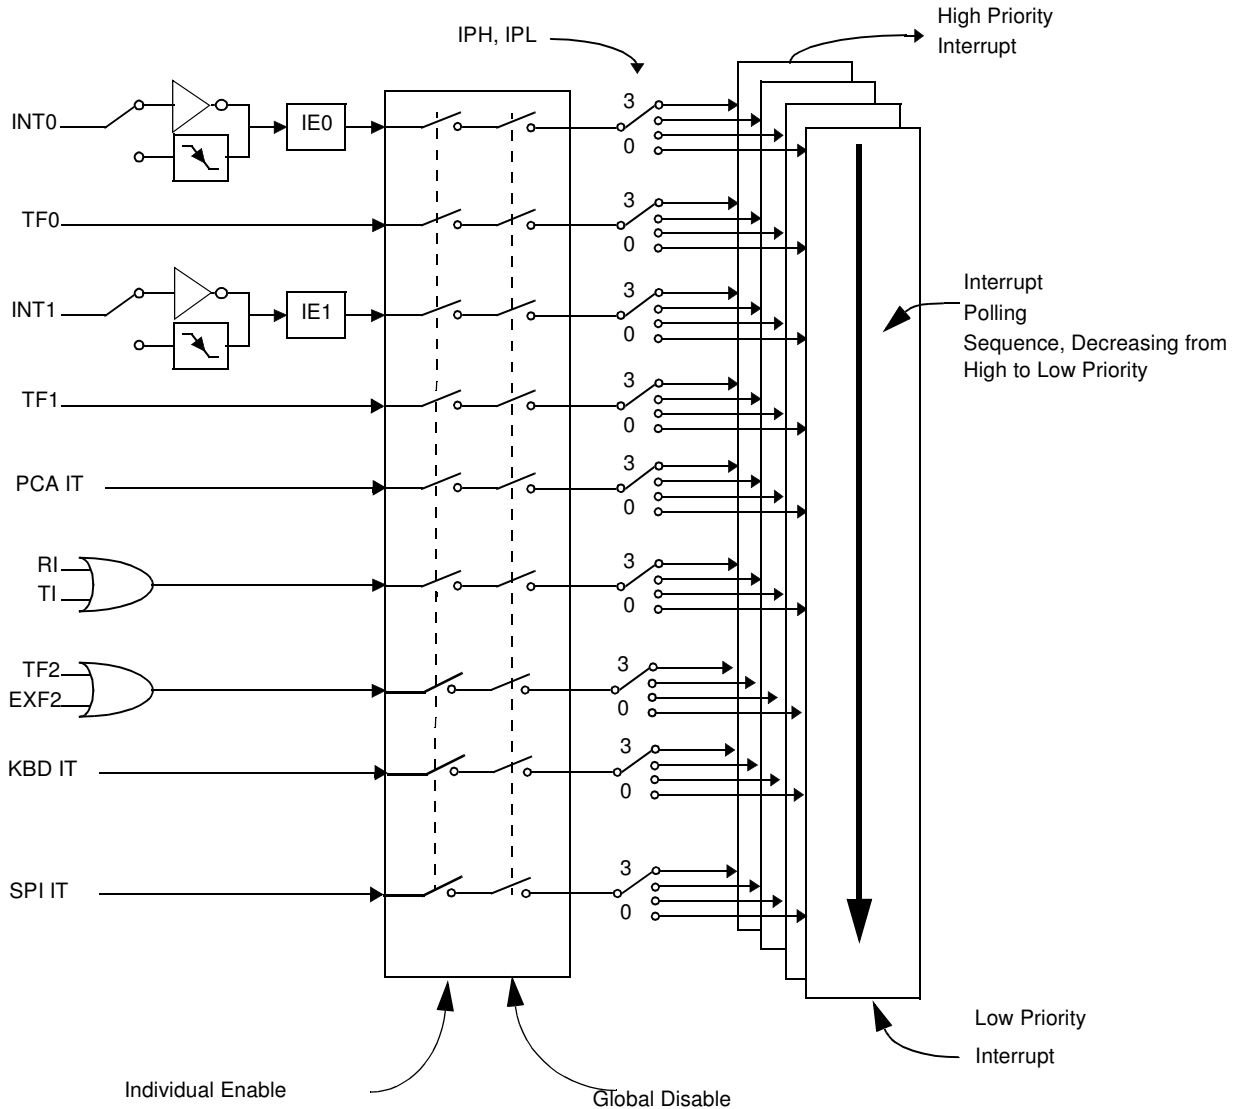 High Priority
Interrupt
IPH, IPL
INT0
IE0
3
0
TF0
3
0
INT1
IE1
3
0
Interrupt
Polling
Sequence, Decreasing from
High to Low Priority
TF1
3
0
PCA IT
3
0
RI
TI
3
0
TF2
EXF2
3
0
KBD IT
3
0
SPI IT
3
0
Low Priority
Interrupt
Individual Enable
Global Disable